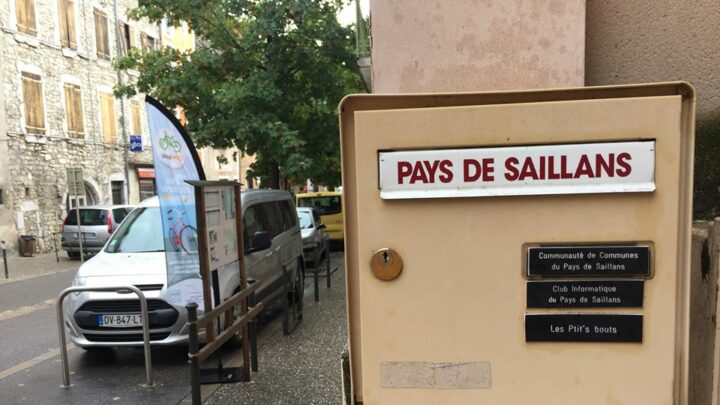 PAYS DE SAILLANS
Communauté de Communes
du Pays de Saillans
Club Informatique
du Pays de Saillans
Les Ptit's bouts
DV-847-LT